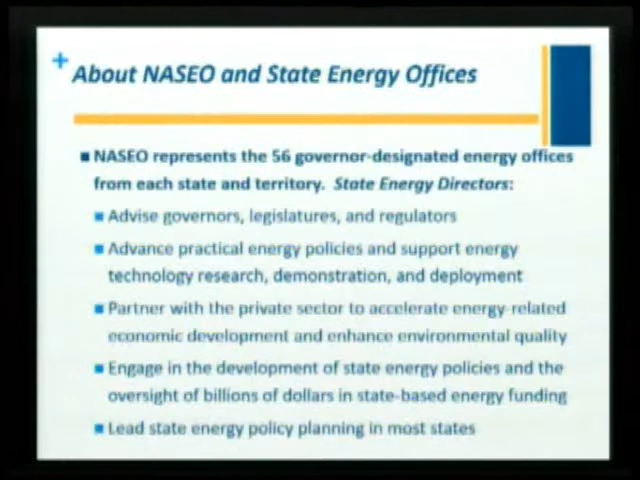 + About NASEO and State Energy Offices
▪ NASEO represents the 56 governor-designated energy offices
from each state and territory. State Energy Directors:
▪ Advise governors, legislatures, and regulators
▪ Advance practical energy policies and support energy
technology research, demonstration, and deployment
▪ Partner with the private sector to accelerate energy-related
economic development and enhance environmental quality
▪ Engage in the development of state energy policies and the
oversight of billions of dollars in state-based energy funding
▪ Lead state energy policy planning in most states